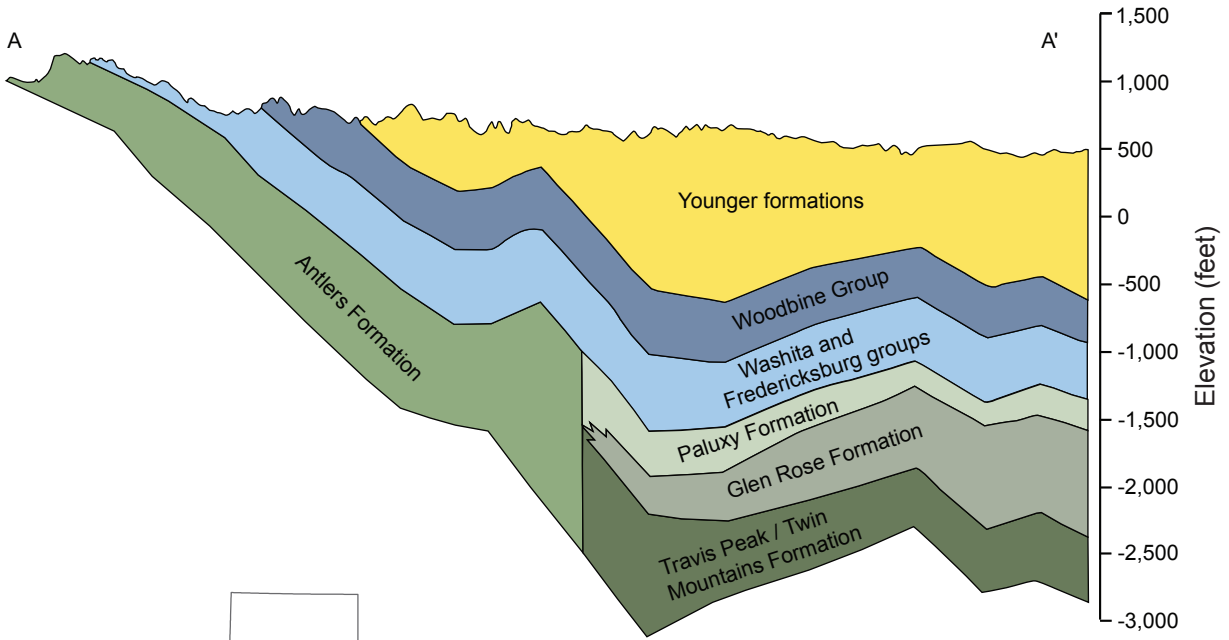 A
A'
1,500
1,000
500
0
-500
-1,000
-1,500
-2,000
-2,500
-3,000
Elevation (feet)
Younger formations
Woodbine Group
Washita and
Fredericksburg groups
Paluxy Formation
Glen Rose Formation
Travis Peak / Twin
Mountains Formation
Antlers Formation